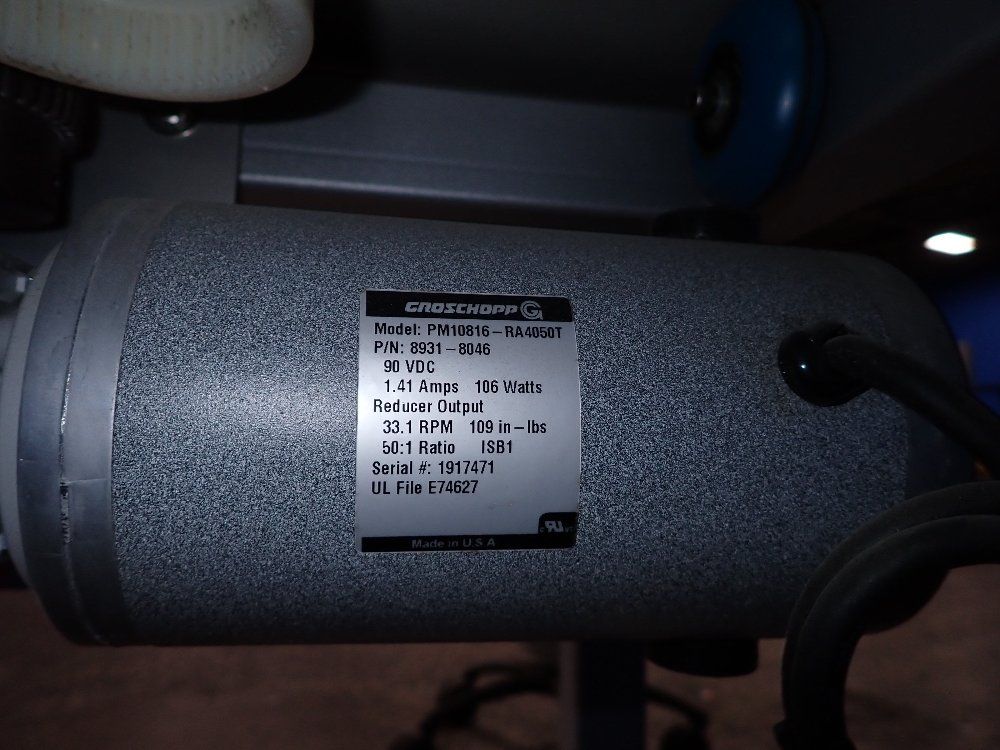 GROSCHOPP
Model: PM10816-RA4050T
P/N: 8931-8046
90 VDC
1.41 Amps 106 Watts
Reducer Output
33.1 RPM 109 in-lbs
50:1 Ratio ISB1
Serial #: 1917471
UL File E74627
Made in U.S.A